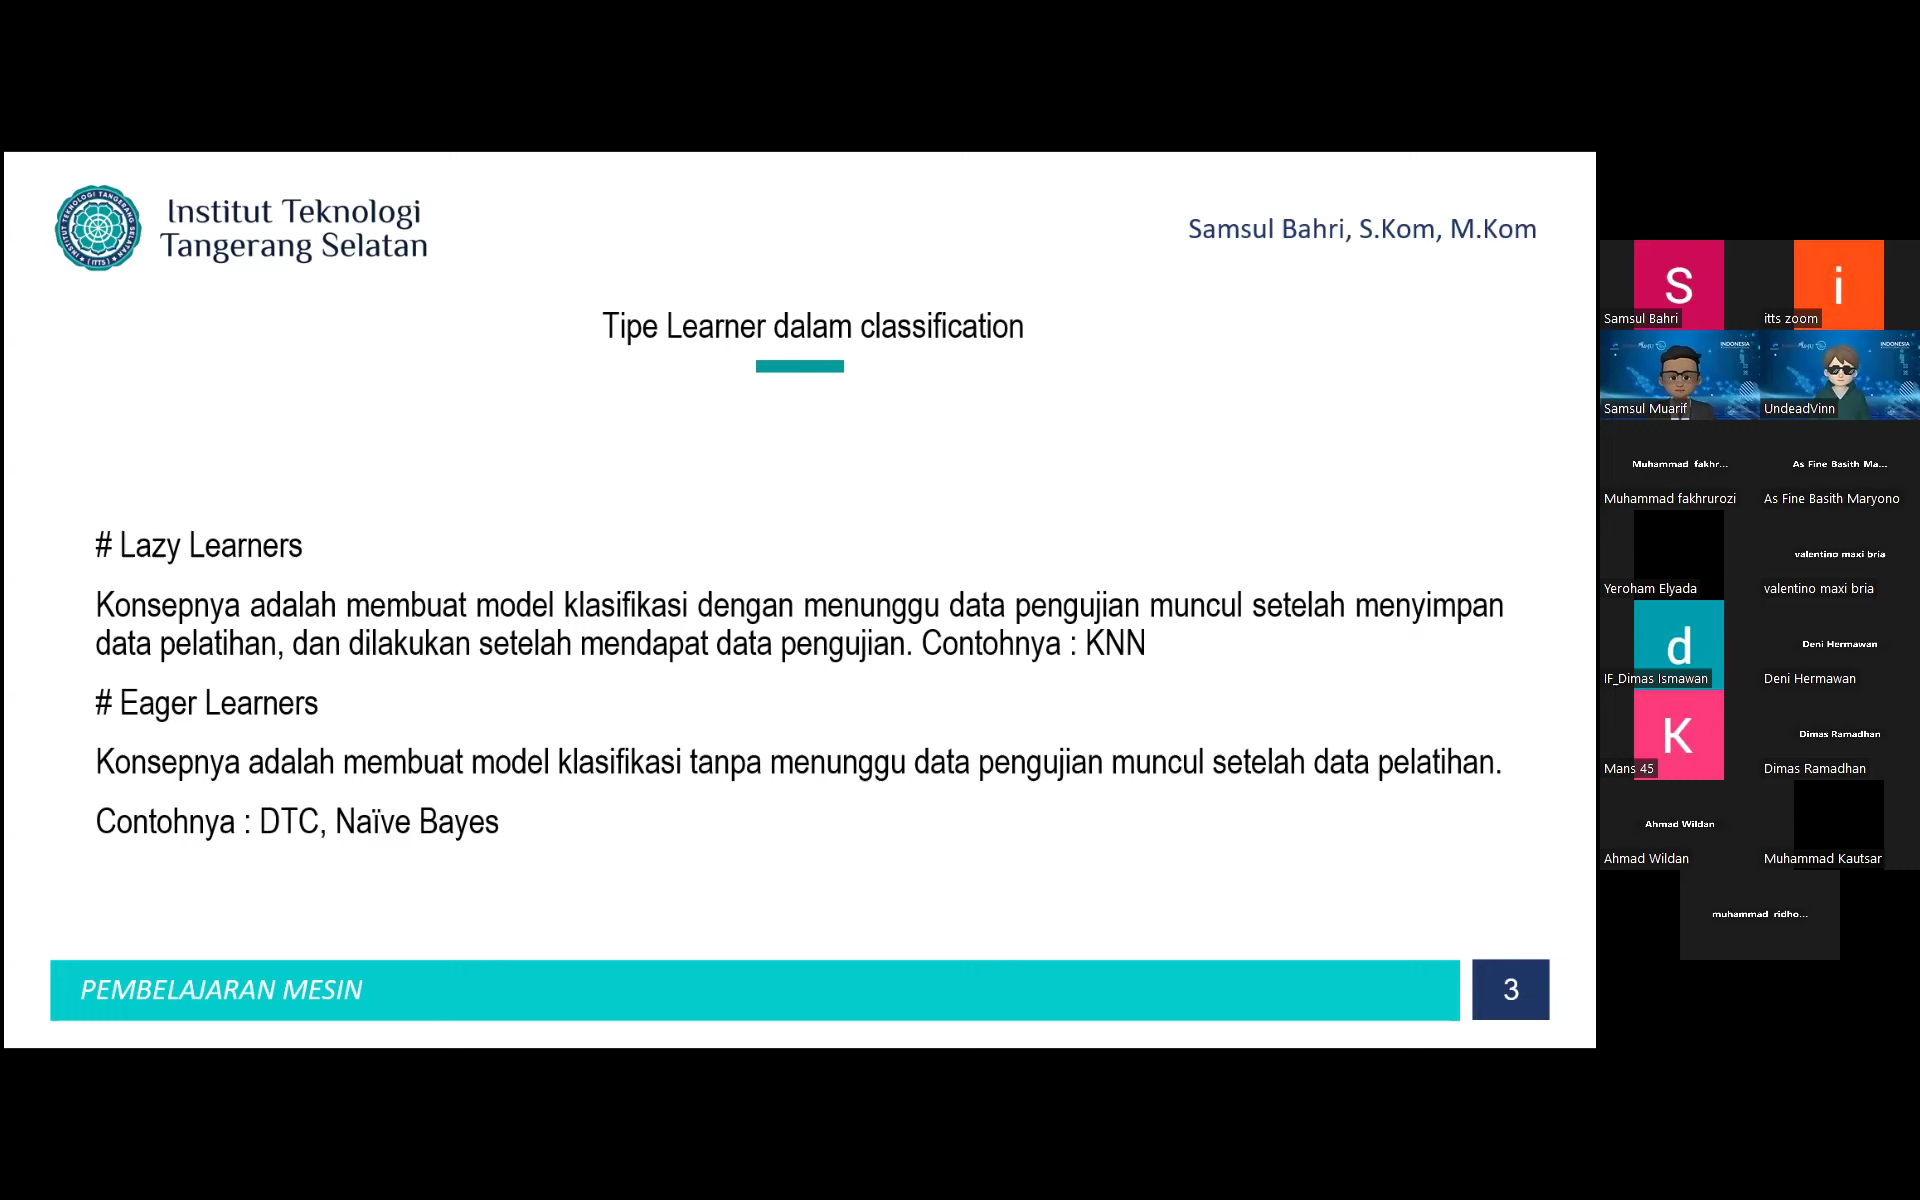 Institut Teknologi
Tangerang Selatan
Samsul Bahri, S.Kom, M.Kom
Tipe Learner dalam classification
# Lazy Learners
Konsepnya adalah membuat model klasifikasi dengan menunggu data pengujian muncul setelah menyimpan
data pelatihan, dan dilakukan setelah mendapat data pengujian. Contohnya : KNN
# Eager Learners
Konsepnya adalah membuat model klasifikasi tanpa menunggu data pengujian muncul setelah data pelatihan.
Contohnya : DTC, Naïve Bayes
PEMBELAJARAN MESIN
3
S
Samsul Bahri
i
itts zoom
INDONESIA
Samsul Muarif
INDONESIA
UndeadVinn
Muhammad fakhr...
Muhammad fakhrurozi
As Fine Basith Ma...
As Fine Basith Maryono
Yeroham Elyada
valentino maxi bria
valentino maxi bria
d
IF_Dimas Ismawan
Deni Hermawan
Deni Hermawan
K
Mans 45
Dimas Ramadhan
Dimas Ramadhan
Ahmad Wildan
Ahmad Wildan
Muhammad Kautsar
muhammad ridho...